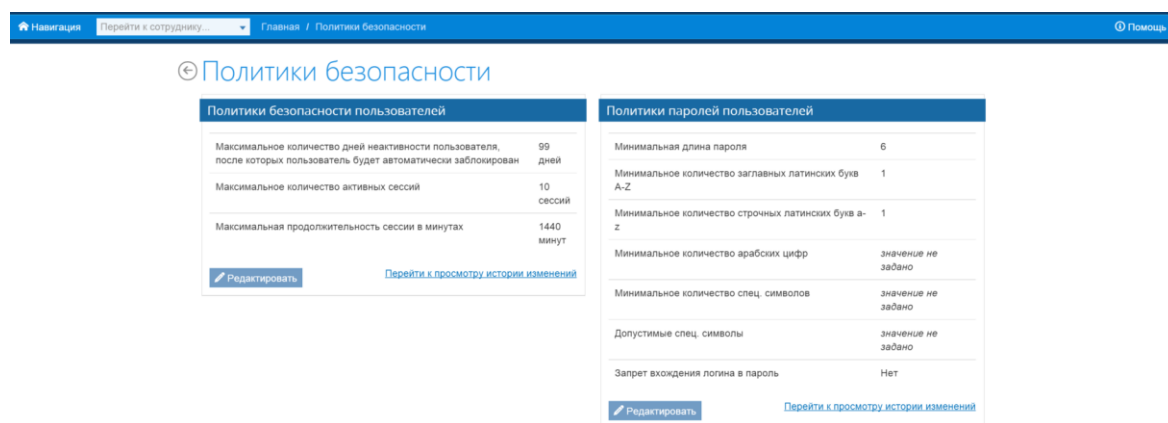 Навигация Перейти к сотруднику... Главная / Политики безопасности Помощь
Политики безопасности
Политики безопасности пользователей
Максимальное количество дней неактивности пользователя, 99
после которых пользователь будет автоматически заблокирован дней
Максимальное количество активных сессий 10
сессий
Максимальная продолжительность сессии в минутах 1440
минут
Редактировать Перейти к просмотру истории изменений
Политики паролей пользователей
Минимальная длина пароля 6
Минимальное количество заглавных латинских букв 1
A-Z
Минимальное количество строчных латинских букв a- 1
z
Минимальное количество арабских цифр значение не
задано
Минимальное количество спец. символов значение не
задано
Допустимые спец. символы значение не
задано
Запрет вхождения логина в пароль Нет
Редактировать Перейти к просмотру истории изменений